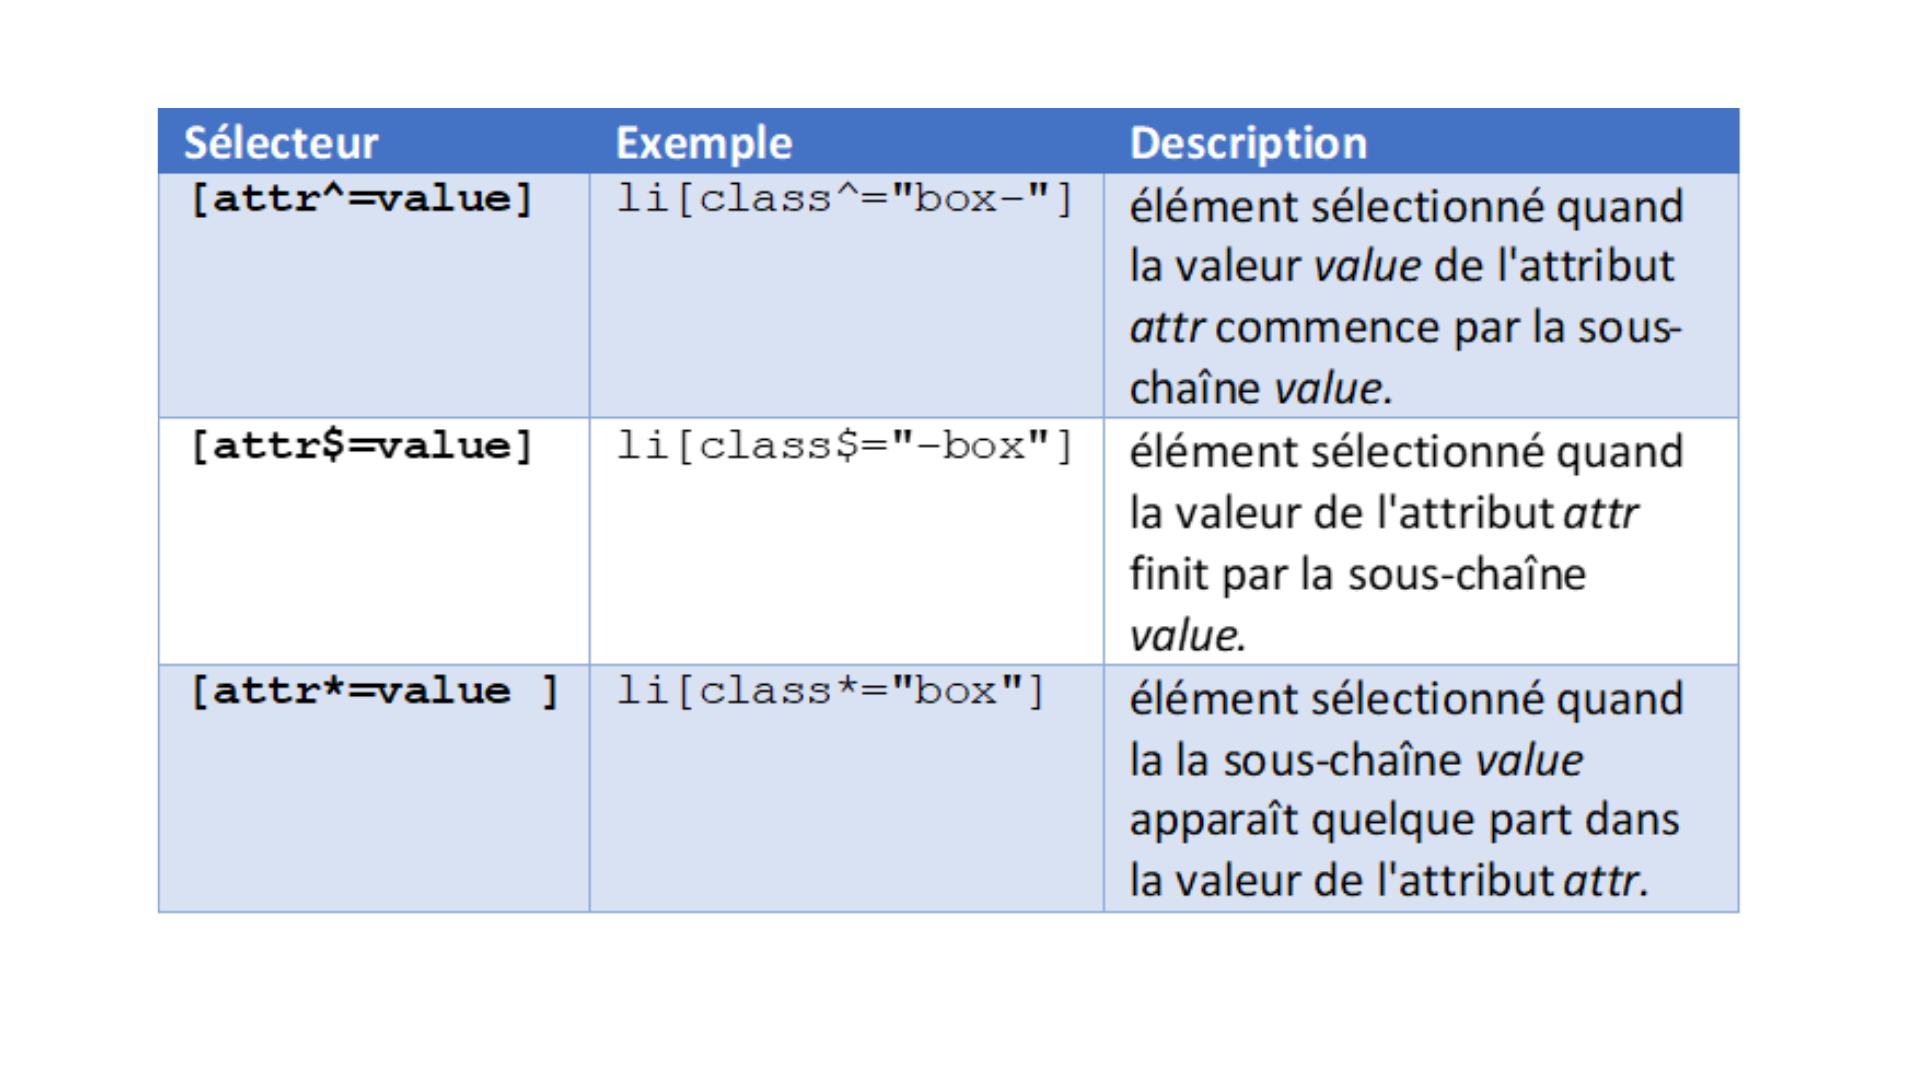 Sélecteur Exemple Description
[attr^=value] li[class^="box-"] élément sélectionné quand
la valeur value de l'attribut
attr commence par la sous-
chaîne value.
[attr$=value] li[class$="-box"] élément sélectionné quand
la valeur de l'attribut attr
finit par la sous-chaîne
value.
[attr*=value ] li[class*="box"] élément sélectionné quand
la la sous-chaîne value
apparaît quelque part dans
la valeur de l'attribut attr.